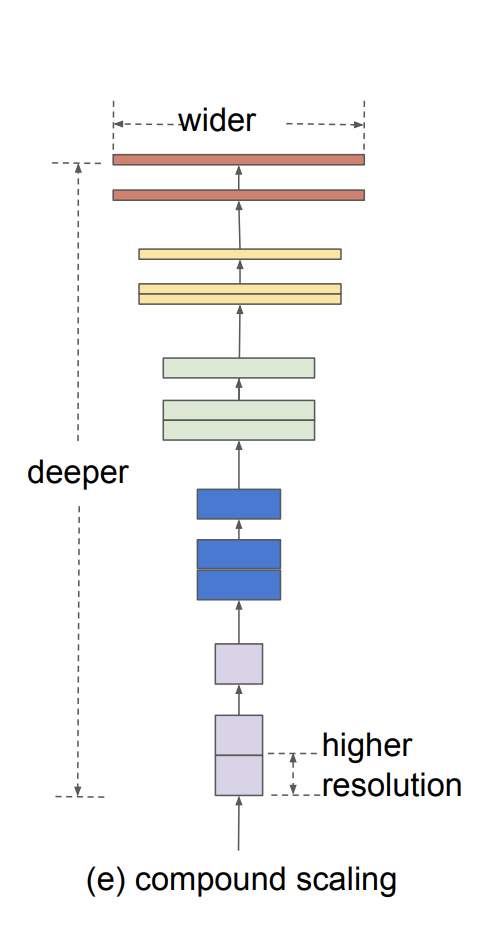 wider
deeper
higher
resolution
(e) compound scaling